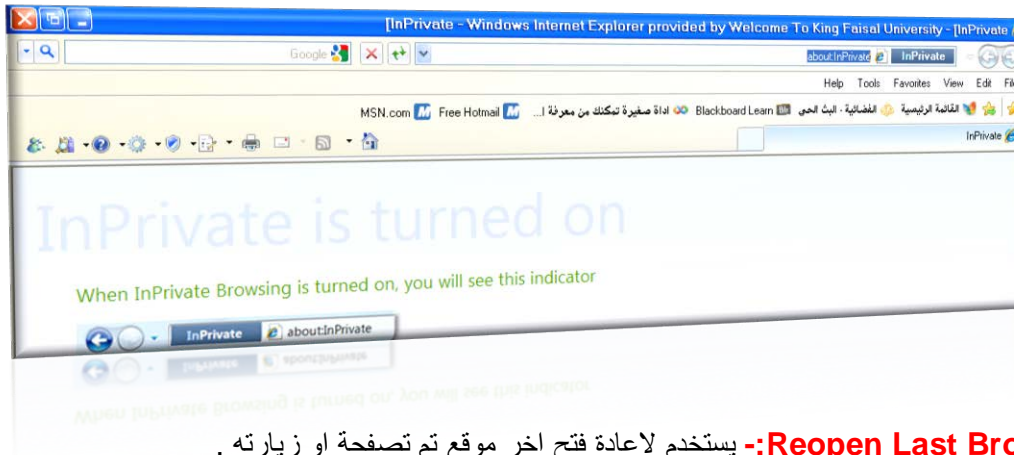 [InPrivate - Windows Internet Explorer provided by Welcome To King Faisal University - [InPrivate
Google
about:InPrivate InPrivate
Help Tools Favorites View Edit
MSN.com Free Hotmail اداة صغيرة تمكنك من معرفة ا... Blackboard Learn الفضائية - البث الحي القائمة الرئيسية
InPrivate
InPrivate is turned on
When InPrivate Browsing is turned on, you will see this indicator
InPrivate about:InPrivate
Reopen Last Bro:- يستخدم لاعادة فتح اخر موقع تم تصفحة او زيارته .